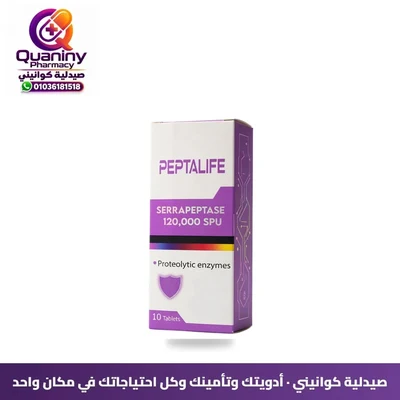 Quaniny
Pharmacy
صيدلية كوانيني
01036181518
PEPTALIFE
SERRAPEPTASE
120,000 SPU
* Proteolytic enzymes
10 Tablets
صيدلية كوانيني · أدويتك وتأمينك وكل احتياجاتك في مكان واحد